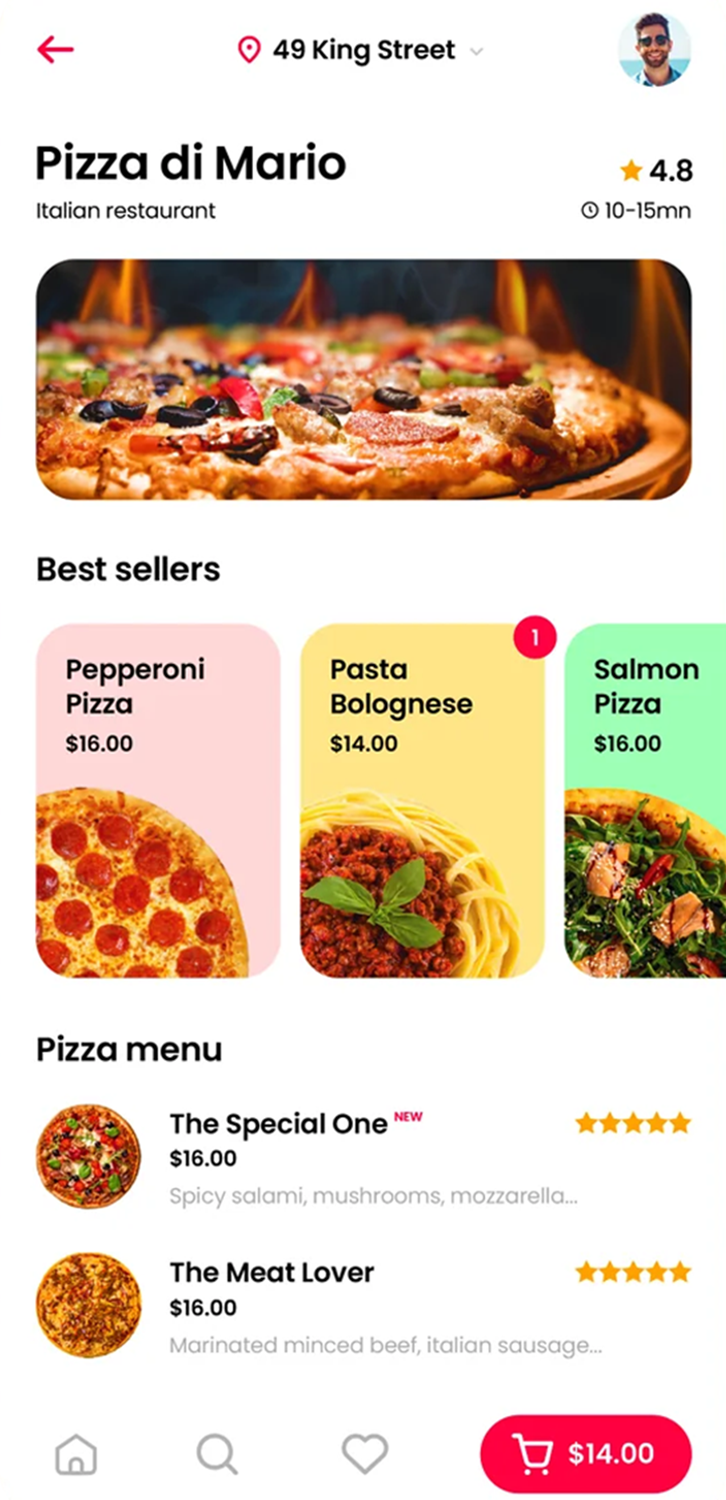 49 King Street
Pizza di Mario
4.8
Italian restaurant
10-15mn
Best sellers
1
Pepperoni
Pizza
$16.00
Pasta
Bolognese
$14.00
Salmon
Pizza
$16.00
Pizza menu
The Special One NEW
$16.00
Spicy salami, mushrooms, mozzarella...
The Meat Lover
$16.00
Marinated minced beef, italian sausage...
$14.00